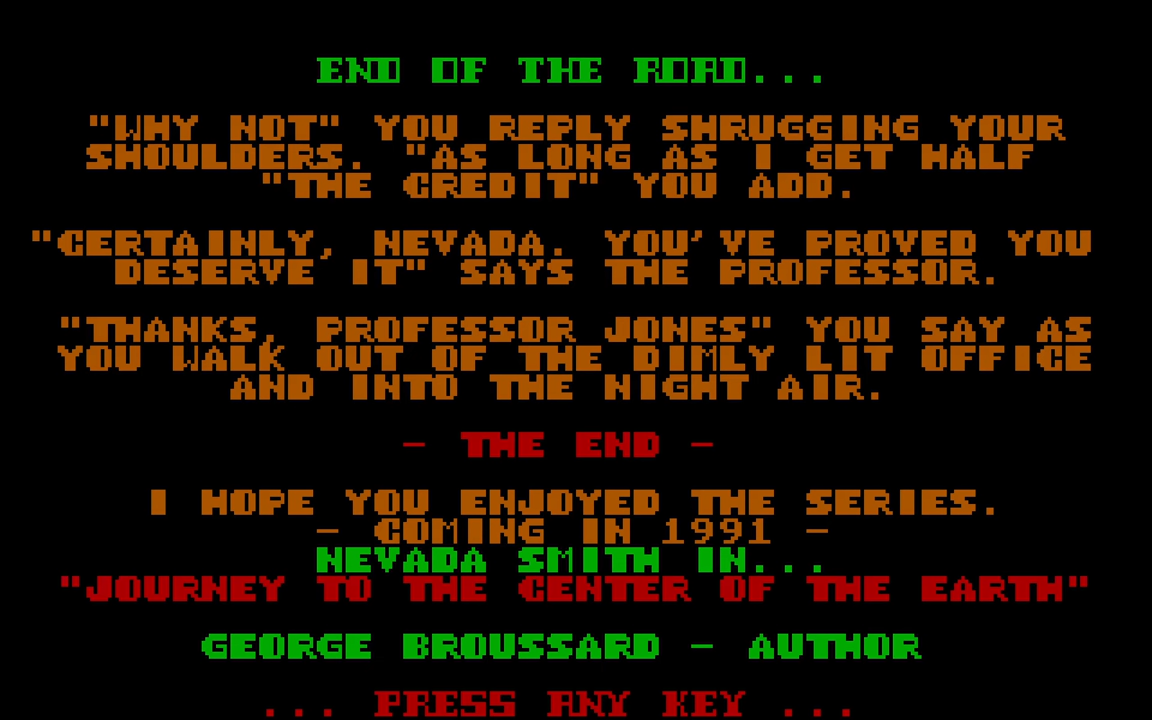 END OF THE ROAD...
"WHY NOT" YOU REPLY SHRUGGING YOUR
SHOULDERS. "AS LONG AS I GET HALF
"THE CREDIT" YOU ADD.
"CERTAINLY, NEVADA. YOU'VE PROVED YOU
DESERVE IT" SAYS THE PROFESSOR.
"THANKS, PROFESSOR JONES" YOU SAY AS
YOU WALK OUT OF THE DIMLY LIT OFFICE
AND INTO THE NIGHT AIR.
- THE END -
I HOPE YOU ENJOYED THE SERIES.
- COMING IN 1991 -
NEVADA SMITH IN...
"JOURNEY TO THE CENTER OF THE EARTH"
GEORGE BROUSSARD - AUTHOR
... PRESS ANY KEY ...